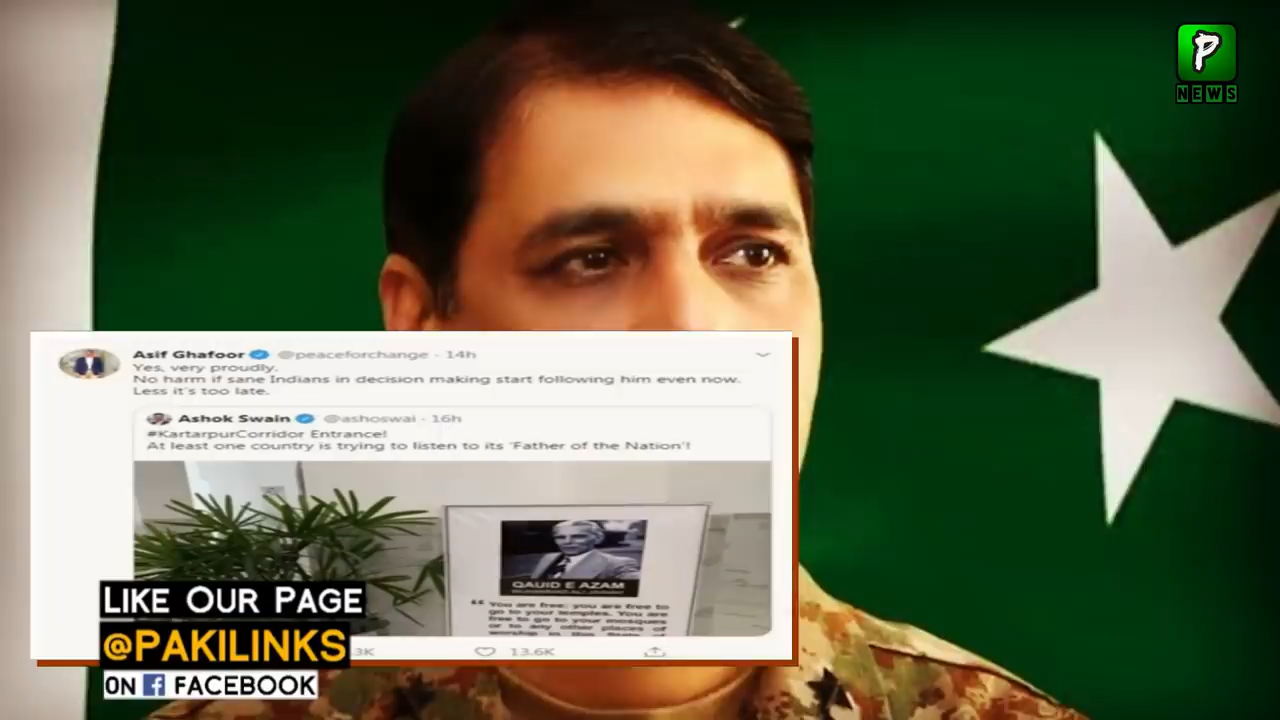 P
NEWS
Asif Ghafoor @peaceforchange · 14h
Yes, very proudly.
No harm if sane Indians in decision making start following him even now.
Less it's too late.
Ashok Swain @ashoswai · 16h
#KartarpurCorridor Entrance!
At least one country is trying to listen to its 'Father of the Nation'!
QAUID E AZAM
“ You are free; you are free to
go to your temples. You are
free to go to your mosques
or to any other places of
worship in this State of
3K
13.6K
LIKE OUR PAGE
@PAKILINKS
ON f FACEBOOK